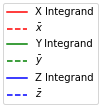 X Integrand
x̄
Y Integrand
ȳ
Z Integrand
z̄